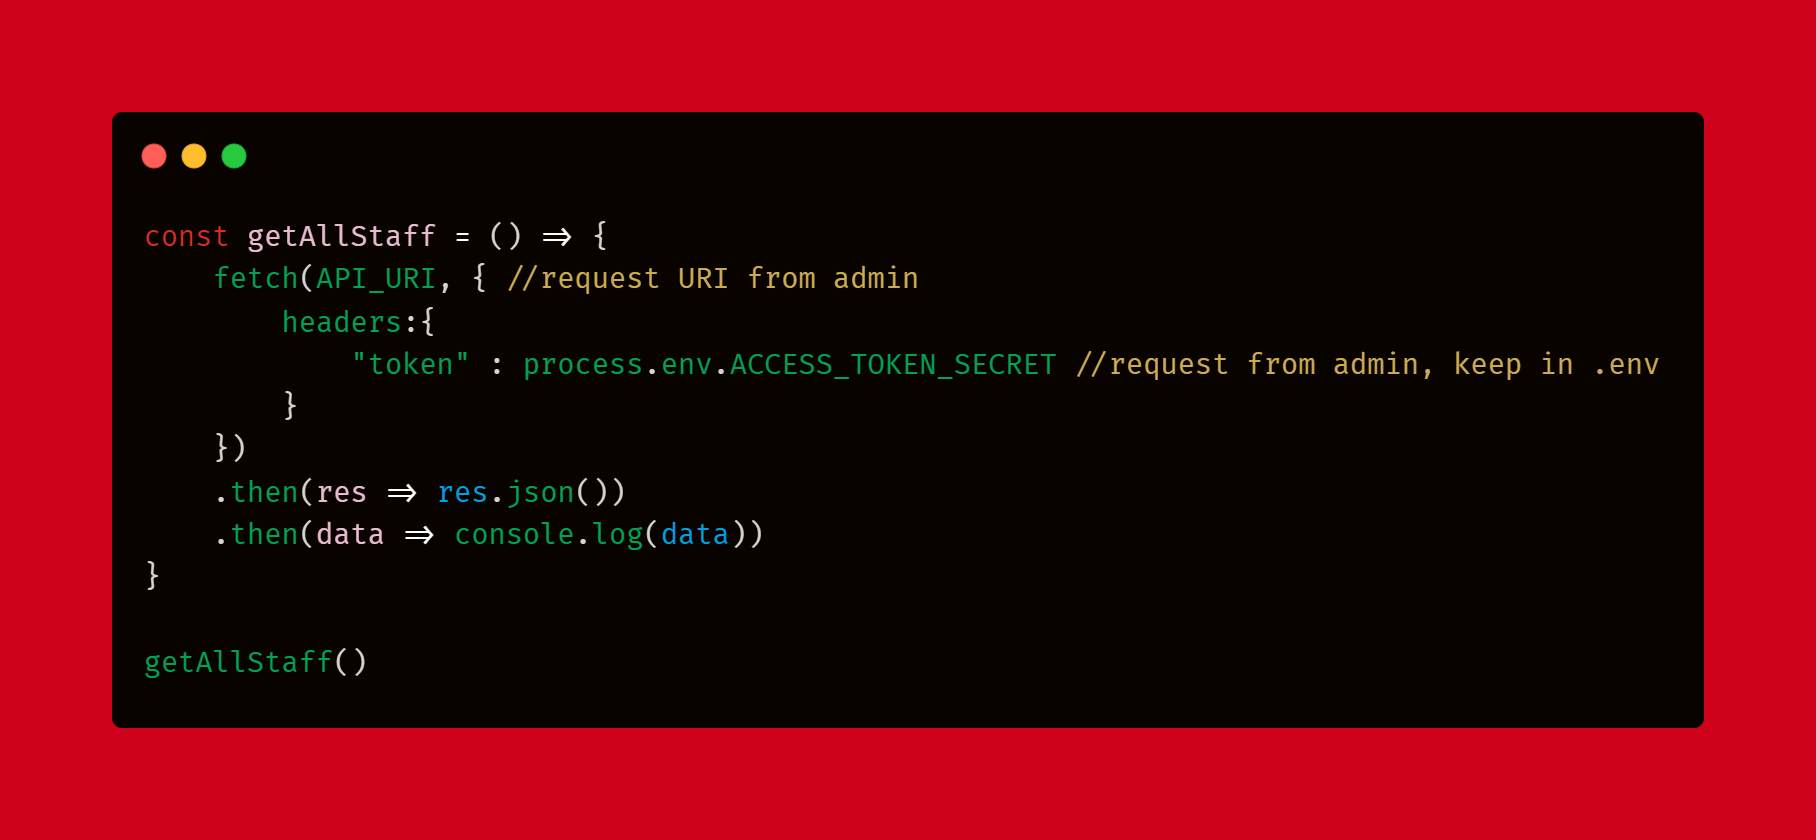 const getAllStaff = () => {
    fetch(API_URI, { //request URI from admin
        headers:{
            "token" : process.env.ACCESS_TOKEN_SECRET //request from admin, keep in .env
        }
    })
    .then(res => res.json())
    .then(data => console.log(data))
}

getAllStaff()